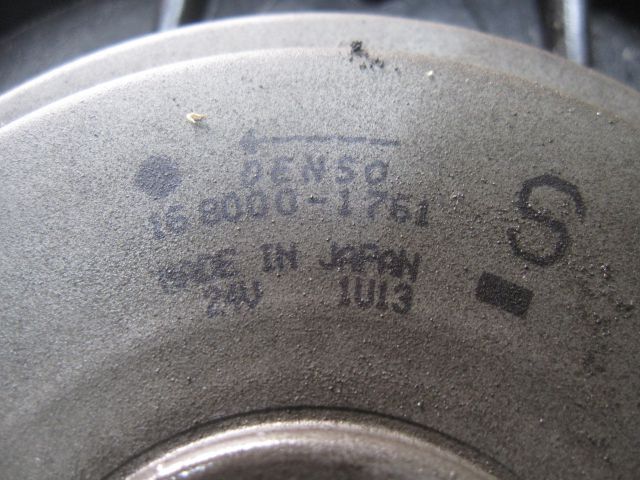 DENSO
168000-1761
MADE IN JAPAN
24V 1U13
S